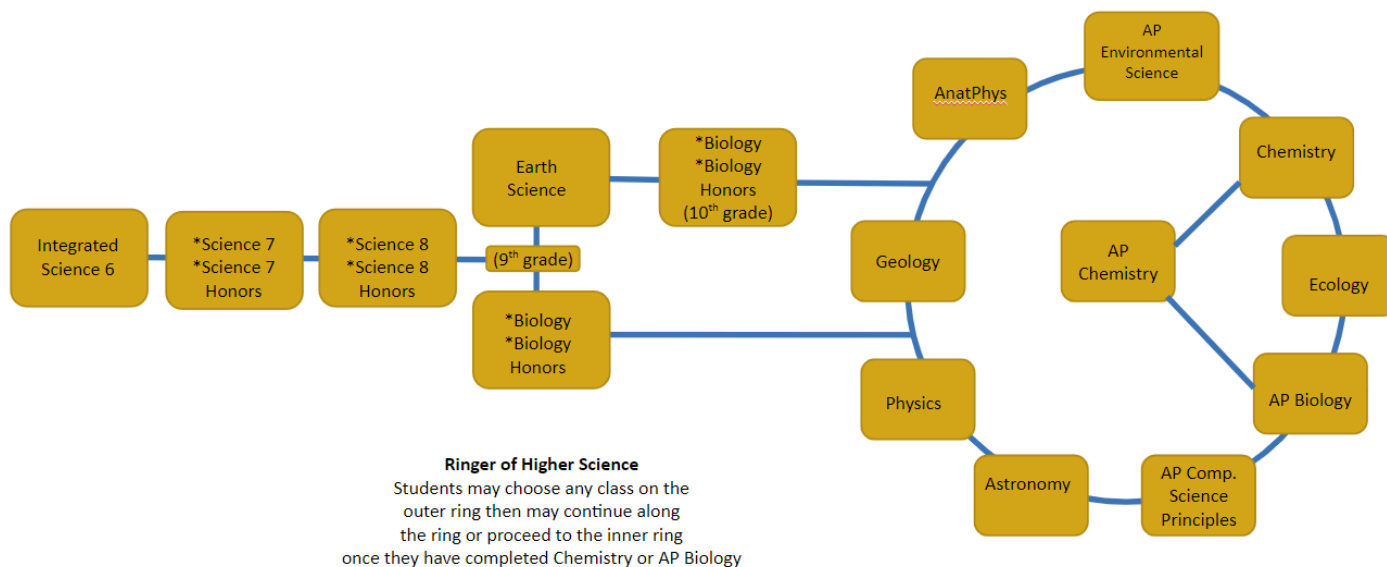 Integrated
Science 6
*Science 7
*Science 7
Honors
*Science 8
*Science 8
Honors
(9th grade)
Earth
Science
*Biology
*Biology
Honors
(10th grade)
*Biology
*Biology
Honors
AnatPhys
AP
Environmental
Science
Chemistry
Geology
AP
Chemistry
Ecology
Physics
AP Biology
Astronomy
AP Comp.
Science
Principles
Ringer of Higher Science
Students may choose any class on the
outer ring then may continue along
the ring or proceed to the inner ring
once they have completed Chemistry or AP Biology